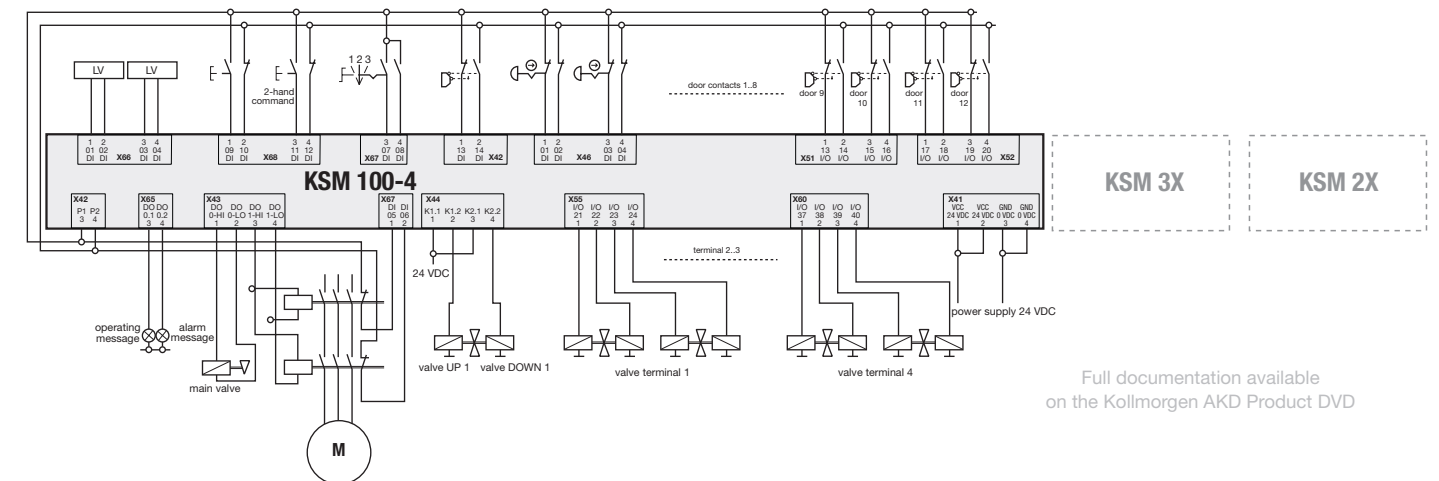 1 2 3
LV LV
2-hand
command
door contacts 1..8
door 9
door
10
door
11
door
12
1 2 3 4
01 02 03 04
DI DI X66 DI DI
1 2 3 4
09 10 11 12
DI DI X68 DI DI
3 4
07 08
X67 DI DI
1 2
13 14
DI DI X42
1 2 3 4
01 02 03 04
DI DI X46 DI DI
1 2 3 4
13 14 15 16
X51 I/O I/O I/O I/O
1 2 3 4
17 18 19 20
I/O I/O I/O I/O X52
KSM 100-4
KSM 3X
KSM 2X
X42
P1 P2
3 4
X65
DO DO
0.1 0.2
3 4
X43
DO DO DO DO
0-HI 0-LO 1-HI 1-LO
1 2 3 4
X67
DI DI
05 06
1 2
X44
K1.1 K1.2 K2.1 K2.2
1 2 3 4
X55
I/O I/O I/O I/O
21 22 23 24
1 2 3 4
X60
I/O I/O I/O I/O
37 38 39 40
1 2 3 4
X41
VCC VCC GND GND
24 VDC 24 VDC 0 VDC 0 VDC
1 2 3 4
terminal 2..3
24 VDC
power supply 24 VDC
operating
message
alarm
message
main valve
valve UP 1
valve DOWN 1
valve terminal 1
valve terminal 4
M
Full documentation available
on the Kollmorgen AKD Product DVD